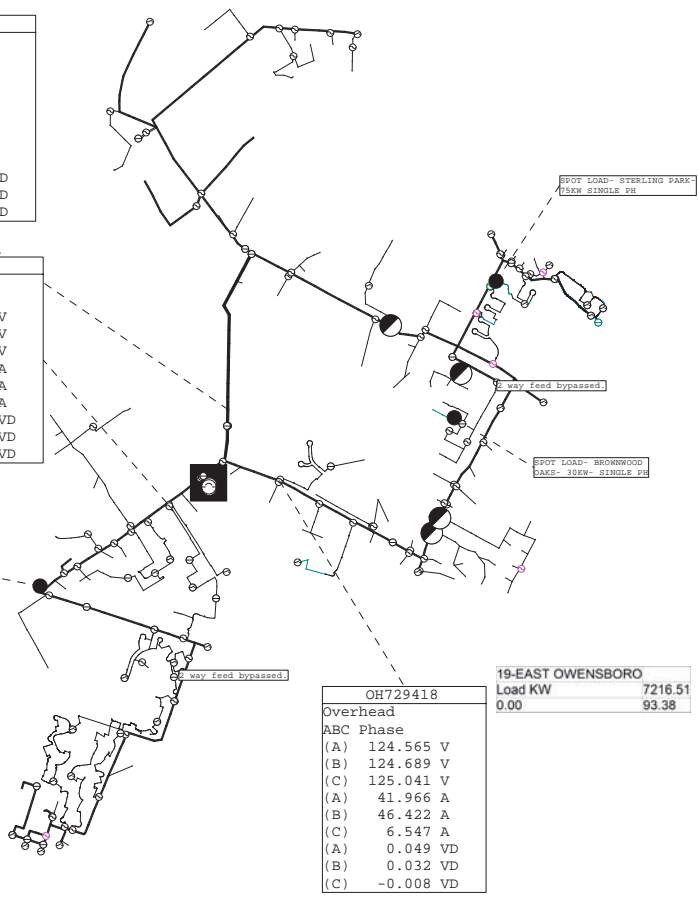 D
D
D
V
V
V
A
A
A
VD
VD
VD
SPOT LOAD- STERLING PARK-
75KW SINGLE PH
2 way feed bypassed.
SPOT LOAD- BROWNWOOD
OAKS- 30KW- SINGLE PH
2 way feed bypassed.
OH729418
Overhead
ABC Phase
(A) 124.565 V
(B) 124.689 V
(C) 125.041 V
(A) 41.966 A
(B) 46.422 A
(C) 6.547 A
(A) 0.049 VD
(B) 0.032 VD
(C) -0.008 VD
19-EAST OWENSBORO
Load KW 7216.51
0.00 93.38